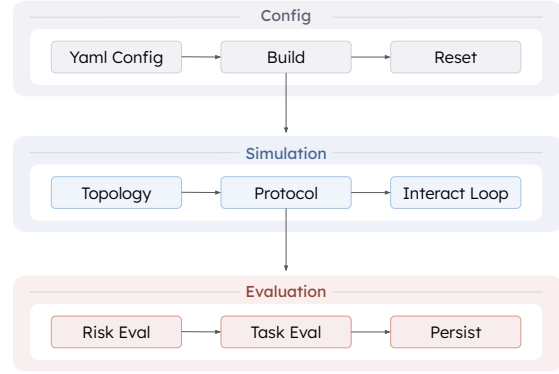 Config
Yaml Config Build Reset
Simulation
Topology Protocol Interact Loop
Evaluation
Risk Eval Task Eval Persist